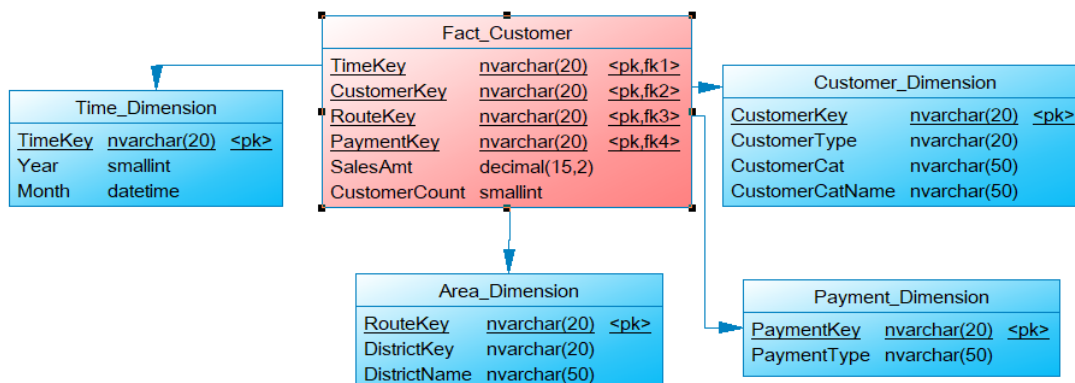 Fact_Customer
TimeKey nvarchar(20) <pk,fk1>
CustomerKey nvarchar(20) <pk,fk2>
RouteKey nvarchar(20) <pk,fk3>
PaymentKey nvarchar(20) <pk,fk4>
SalesAmt decimal(15,2)
CustomerCount smallint
Time_Dimension
TimeKey nvarchar(20) <pk>
Year smallint
Month datetime
Customer_Dimension
CustomerKey nvarchar(20) <pk>
CustomerType nvarchar(20)
CustomerCat nvarchar(50)
CustomerCatName nvarchar(50)
Area_Dimension
RouteKey nvarchar(20) <pk>
DistrictKey nvarchar(20)
DistrictName nvarchar(50)
Payment_Dimension
PaymentKey nvarchar(20) <pk>
PaymentType nvarchar(50)